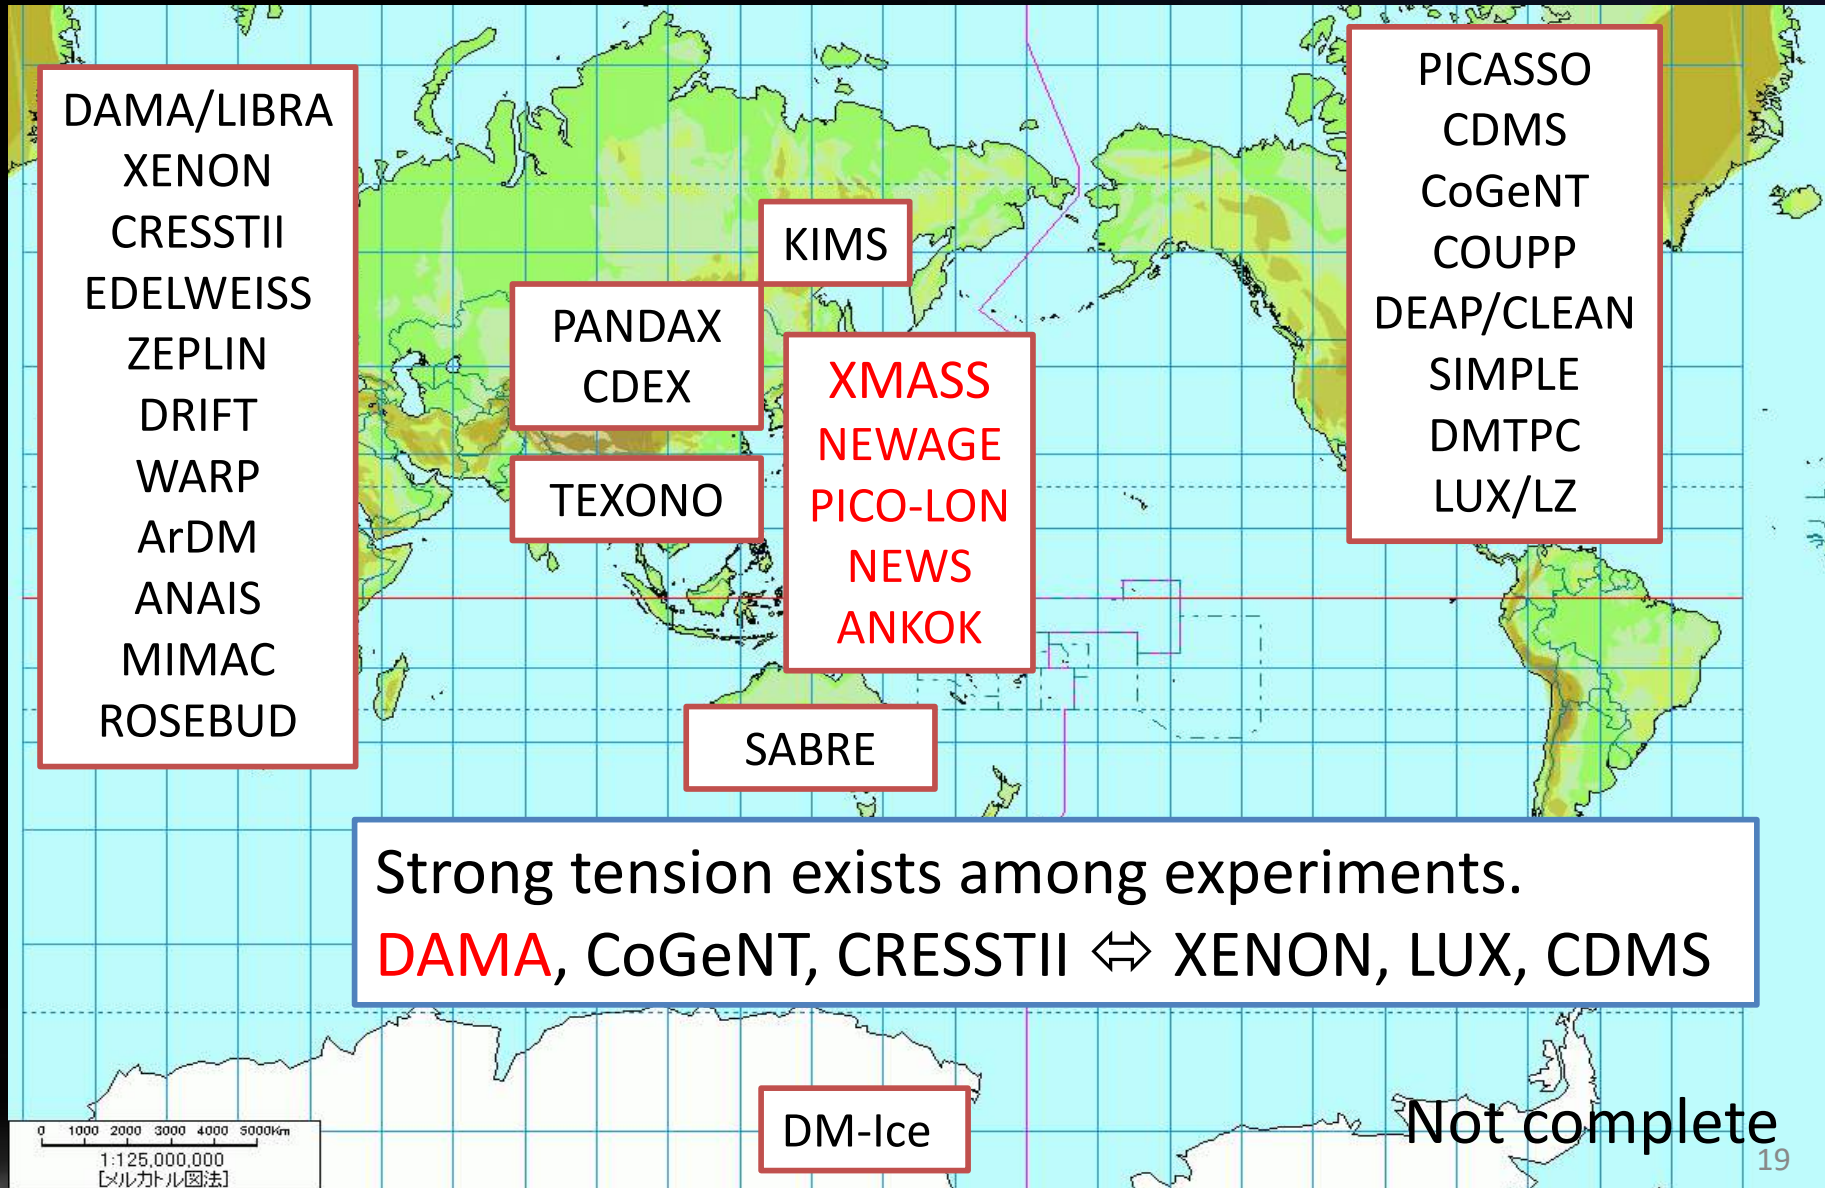 DAMA/LIBRA
XENON
CRESSTII
EDELWEISS
ZEPLIN
DRIFT
WARP
ArDM
ANAIS
MIMAC
ROSEBUD
KIMS
PANDAX
CDEX
TEXONO
XMASS
NEWAGE
PICO-LON
NEWS
ANKOK
SABRE
PICASSO
CDMS
CoGeNT
COUPP
DEAP/CLEAN
SIMPLE
DMTPC
LUX/LZ
Strong tension exists among experiments.
DAMA, CoGeNT, CRESSTII ⇔ XENON, LUX, CDMS
DM-Ice
Not complete
19
0 1000 2000 3000 4000 5000Km
1:125,000,000
[メルカトル図法]